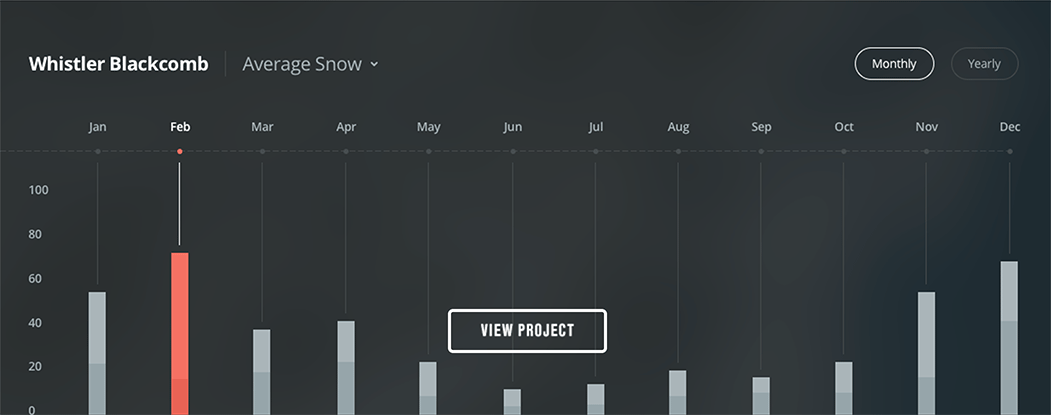 Whistler Blackcomb Average Snow Monthly Yearly
Jan Feb Mar Apr May Jun Jul Aug Sep Oct Nov Dec
100
80
60
40
VIEW PROJECT
20
0